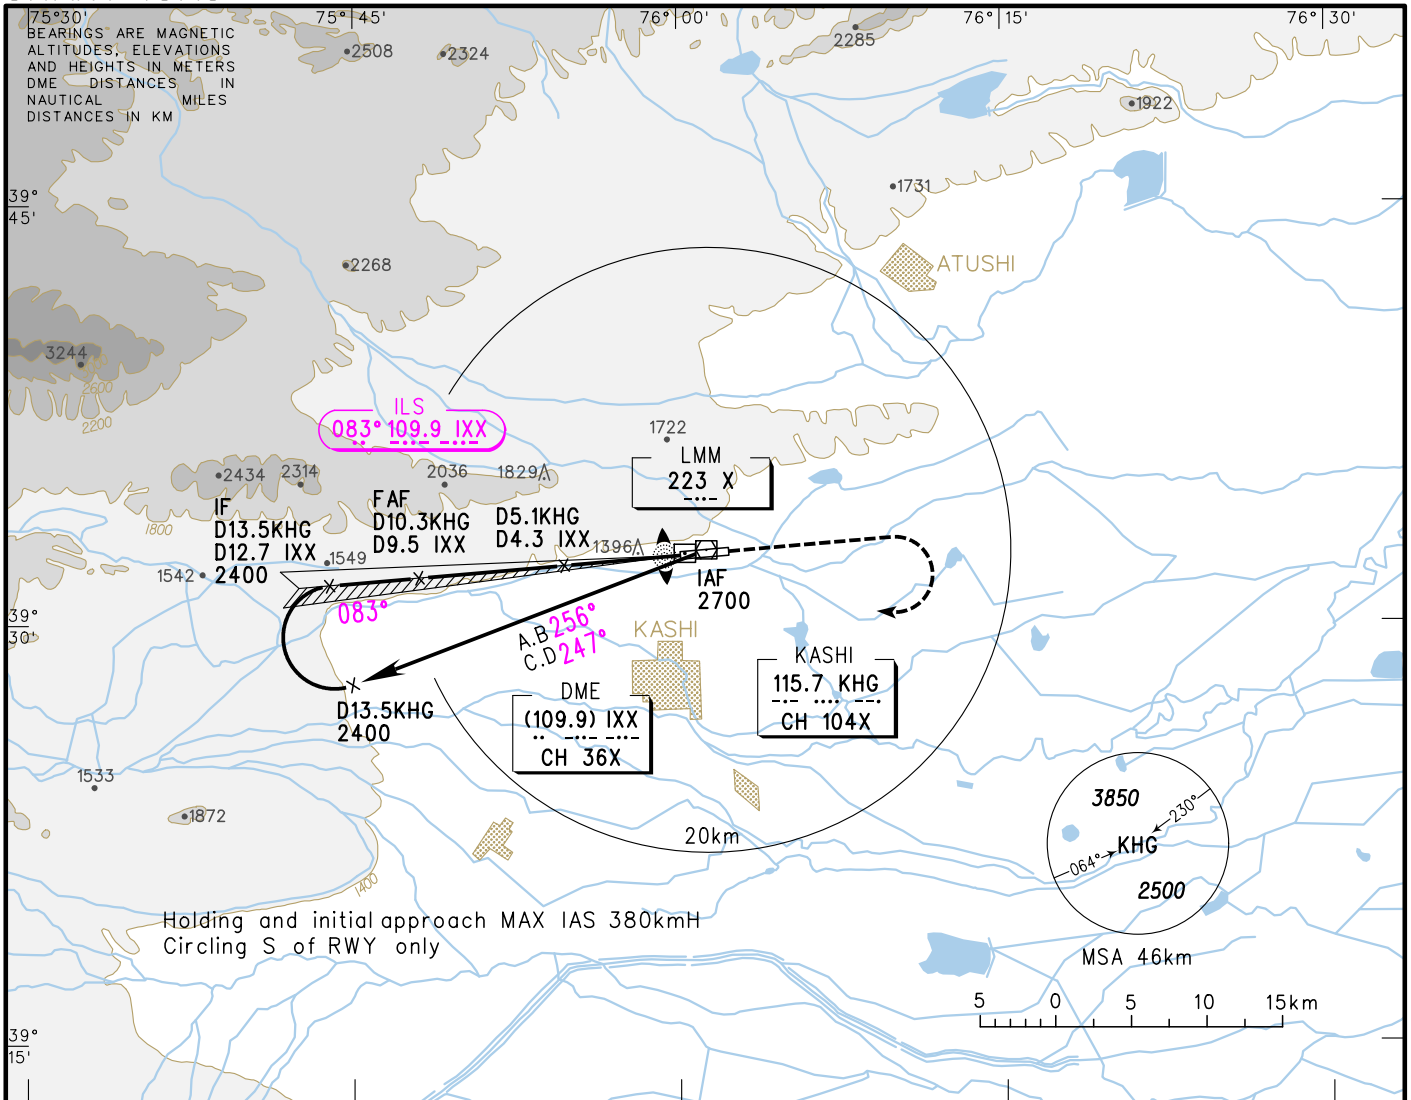 75°30'
75°45'
76°00'
76°15'
76°30'
BEARINGS ARE MAGNETIC
ALTITUDES, ELEVATIONS
AND HEIGHTS IN METERS
DME DISTANCES IN
NAUTICAL MILES
DISTANCES IN KM
2508
2324
2285
1922
1731
39°
45'
ATUSHI
2268
3244
2600
2200
ILS
083° 109.9 IXX
1722
LMM
223 X
2434
2314
2036
1829
IF
D13.5KHG
D12.7 IXX
2400
FAF
D10.3KHG
D9.5 IXX
D5.1KHG
D4.3 IXX
1800
1549
1542
1396
IAF
2700
083°
39°
30'
A.B 256°
C.D 247°
KASHI
KASHI
115.7 KHG
CH 104X
DME
(109.9) IXX
CH 36X
D13.5KHG
2400
1533
1872
20km
1400
3850
230°
KHG
064°
2500
MSA 46km
Holding and initial approach MAX IAS 380kmH
Circling S of RWY only
5 0 5 10 15km
39°
15'